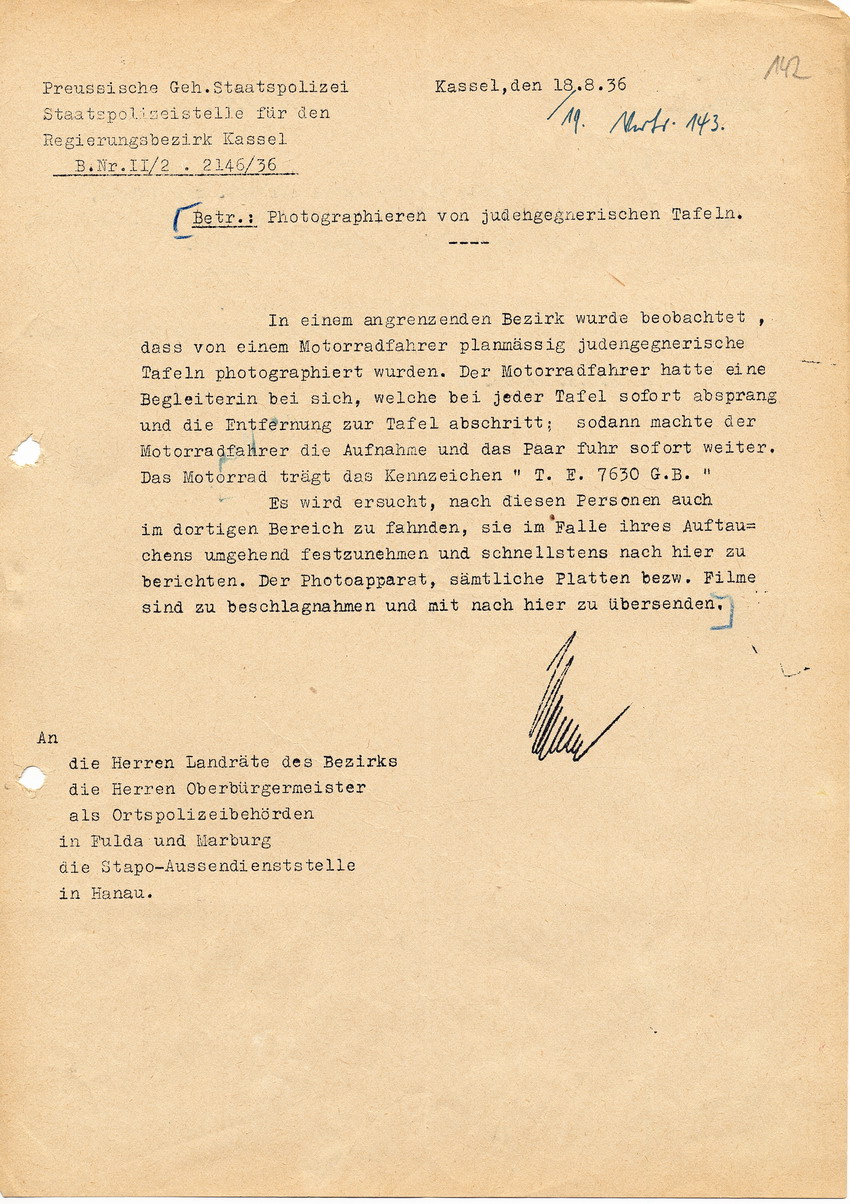 142
Preussische Geh.Staatspolizei
Staatspolizeistelle für den
Regierungsbezirk Kassel
B.Nr.II/2 . 2146/36
Kassel,den 18.8.36
19. 143.
Betr.: Photographieren von judengegnerischen Tafeln.
----
In einem angrenzenden Bezirk wurde beobachtet ,
dass von einem Motorradfahrer planmässig judengegnerische
Tafeln photographiert wurden. Der Motorradfahrer hatte eine
Begleiterin bei sich, welche bei jeder Tafel sofort absprang
und die Entfernung zur Tafel abschritt; sodann machte der
Motorradfahrer die Aufnahme und das Paar fuhr sofort weiter.
Das Motorrad trägt das Kennzeichen " T. E. 7630 G.B. "
Es wird ersucht, nach diesen Personen auch
im dortigen Bereich zu fahnden, sie im Falle ihres Auftau=
chens umgehend festzunehmen und schnellstens nach hier zu
berichten. Der Photoapparat, sämtliche Platten bezw. Filme
sind zu beschlagnahmen und mit nach hier zu übersenden.
An
die Herren Landräte des Bezirks
die Herren Oberbürgermeister
als Ortspolizeibehörden
in Fulda und Marburg
die Stapo-Aussendienststelle
in Hanau.